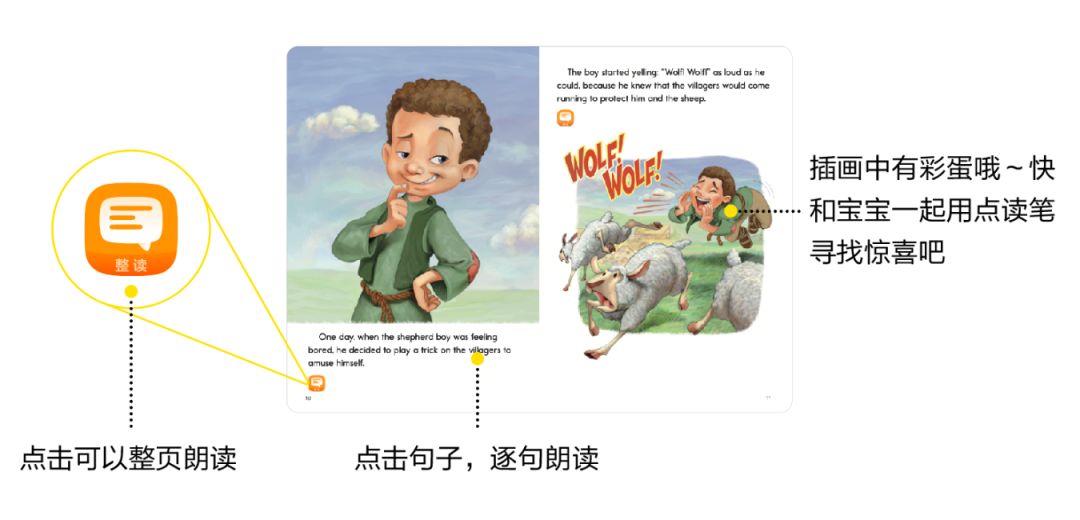 The boy started yelling: "Wolf! Wolf!" as loud as he
could, because he knew that the villagers would come
running to protect him and the sheep.
WOLF!
WOLF!
插画中有彩蛋哦～快
和宝宝一起用点读笔
寻找惊喜吧
整读
One day, when the shepherd boy was feeling
bored, he decided to play a trick on the villagers to
amuse himself.
10
11
点击可以整页朗读
点击句子，逐句朗读